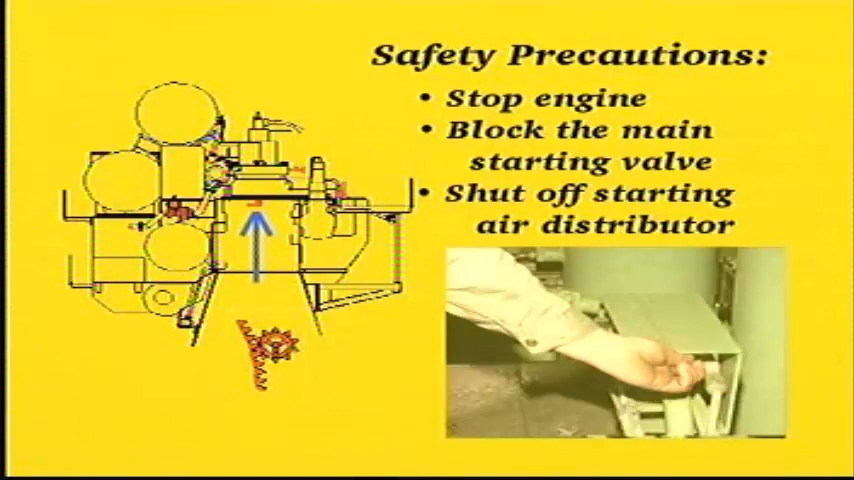 Safety Precautions:
• Stop engine
• Block the main
starting valve
• Shut off starting
air distributor